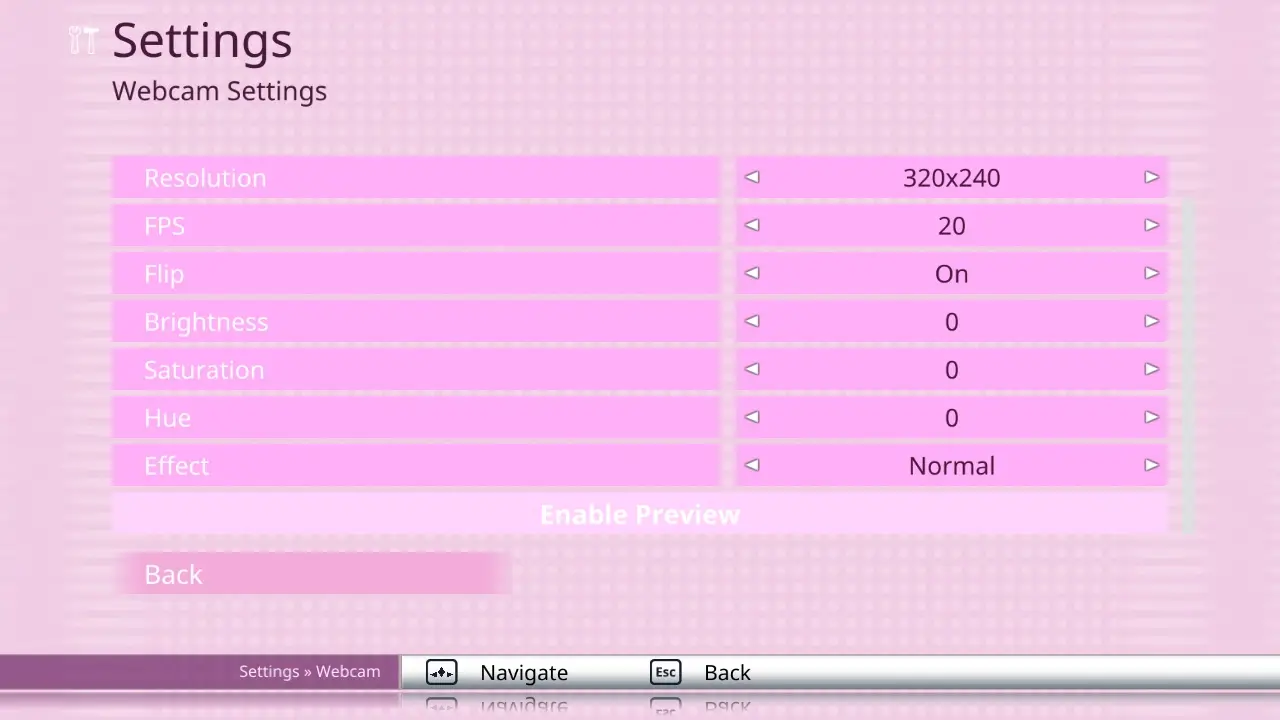 Settings
Webcam Settings
Resolution 320x240
FPS 20
Flip On
Brightness 0
Saturation 0
Hue 0
Effect Normal
Enable Preview
Back
Settings » Webcam Navigate Esc Back